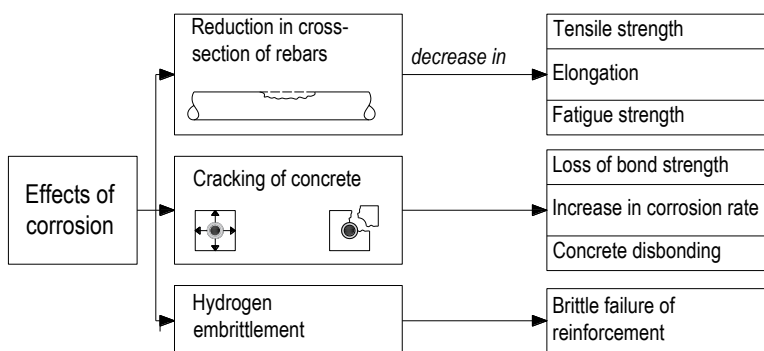 Reduction in cross-
section of rebars
decrease in
Tensile strength
Elongation
Fatigue strength
Effects of
corrosion
Cracking of concrete
Loss of bond strength
Increase in corrosion rate
Concrete disbonding
Hydrogen
embrittlement
Brittle failure of
reinforcement